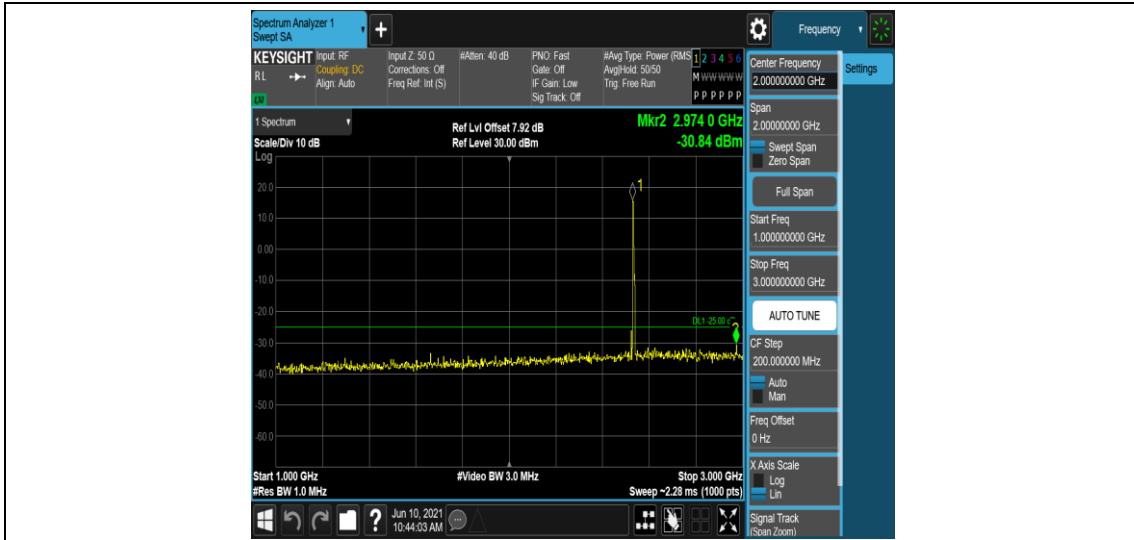 Spectrum Analyzer 1
Swept SA
Frequency
KEYSIGHT
RL
Input: RF
Coupling: DC
Align: Auto
Input Z: 50 Ω
Corrections: Off
Freq Ref: Int (S)
#Atten: 40 dB
PNO: Fast
Gate: Off
IF Gain: Low
Sig Track: Off
#Avg Type: Power (RMS
Avg|Hold: 50/50
Trig: Free Run
1 2 3 4 5 6
M W W W W W
P P P P P P
1 Spectrum
Scale/Div 10 dB
Log
Ref Lvl Offset 7.92 dB
Ref Level 30.00 dBm
Mkr2 2.974 0 GHz
-30.84 dBm
1
20.0
10.0
0.00
-10.0
-20.0
DL1 -25.00
2
-30.0
-40.0
-50.0
-60.0
Start 1.000 GHz
#Video BW 3.0 MHz
Stop 3.000 GHz
#Res BW 1.0 MHz
Sweep ~2.28 ms (1000 pts)
?
Jun 10, 2021
10:44:03 AM
Center Frequency
2.000000000 GHz
Settings
Span
2.00000000 GHz
Swept Span
Zero Span
Full Span
Start Freq
1.000000000 GHz
Stop Freq
3.000000000 GHz
AUTO TUNE
CF Step
200.000000 MHz
Auto
Man
Freq Offset
0 Hz
X Axis Scale
Log
Lin
Signal Track
(Span Zoom)